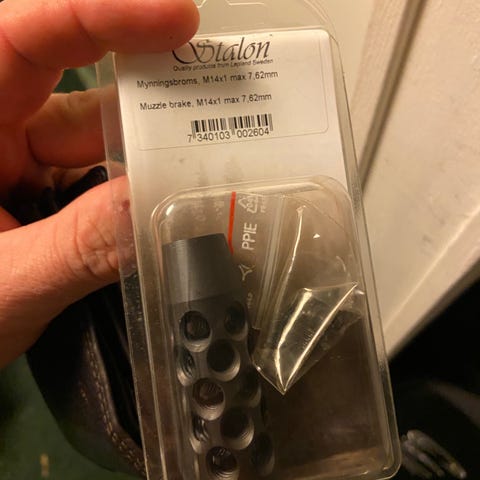 Stalon
Quality products from Lapland Sweden
Mynningsbroms, M14x1 max 7,62mm
Muzzle brake, M14x1 max 7,62mm
7 340103 002604
PPIE